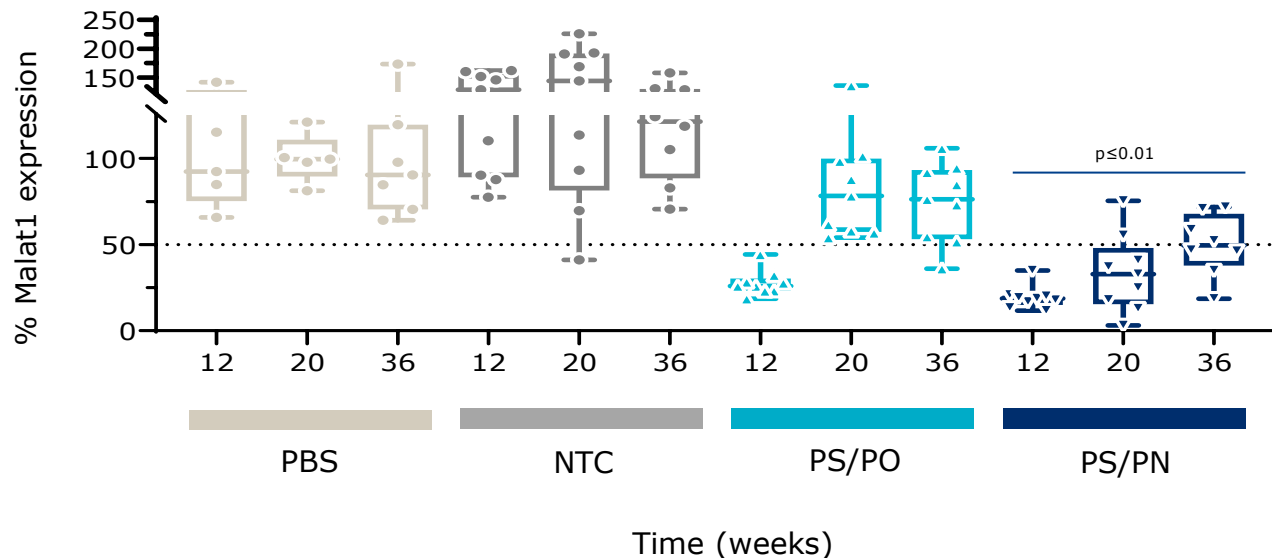 % Malat1 expression
250
200
150
100
50
0
p≤0.01
12 20 36 12 20 36 12 20 36 12 20 36
PBS NTC PS/PO PS/PN
Time (weeks)